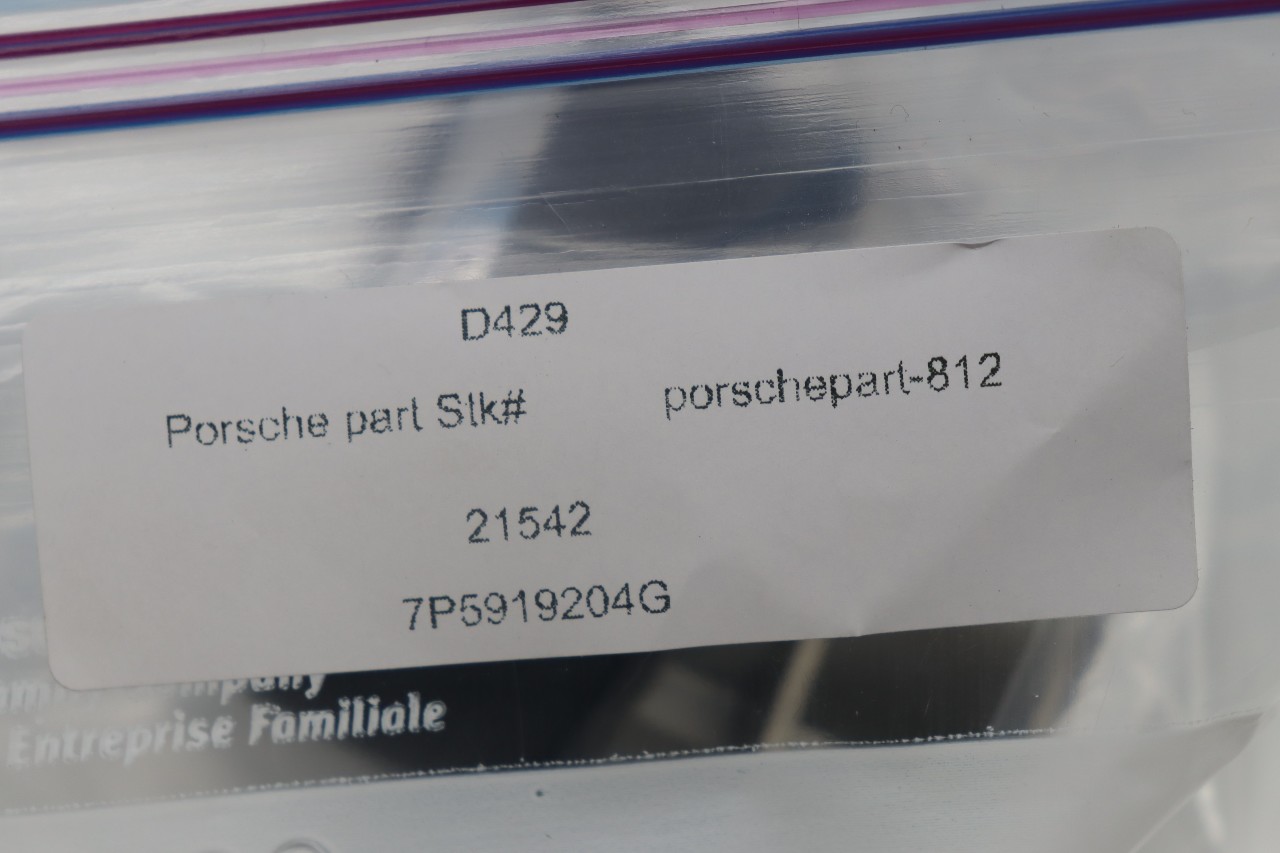 D429
Porsche part Stk# porschepart-812
21542
7P5919204G
Entreprise Familiale